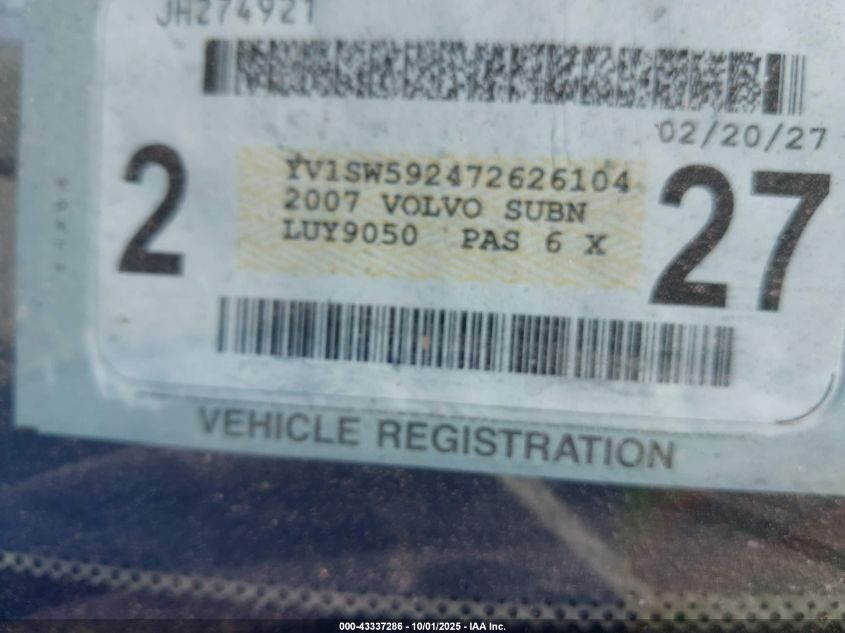 JH274921
02/20/27
2
YV1SW592472626104
2007 VOLVO SUBN
LUY9050 PAS 6 X
27
VEHICLE REGISTRATION
000-43337286 - 10/01/2025 - IAA Inc.